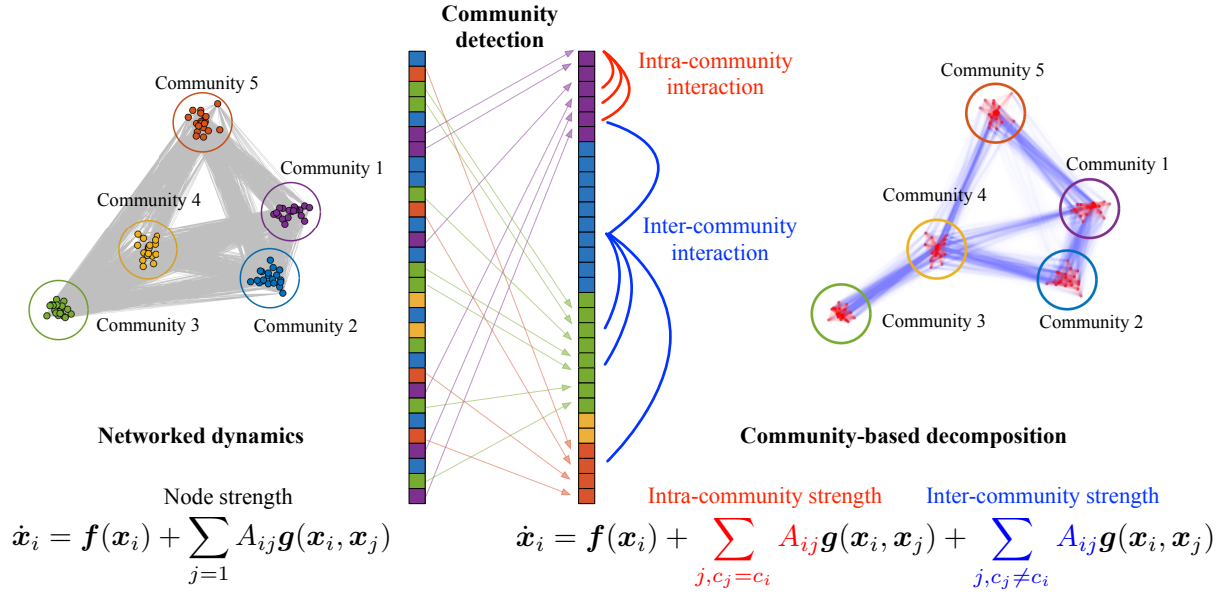 Community
detection
Community 5
Community 1
Community 4
Community 3
Community 2
Intra-community
interaction
Inter-community
interaction
Community 5
Community 1
Community 4
Community 3
Community 2
Networked dynamics
Community-based decomposition
Node strength
Intra-community strength
Inter-community strength
ẋ_i = f(x_i) + ∑_{j=1} A_{ij} g(x_i, x_j)
ẋ_i = f(x_i) + ∑_{j,c_j=c_i} A_{ij} g(x_i, x_j) + ∑_{j,c_j≠c_i} A_{ij} g(x_i, x_j)